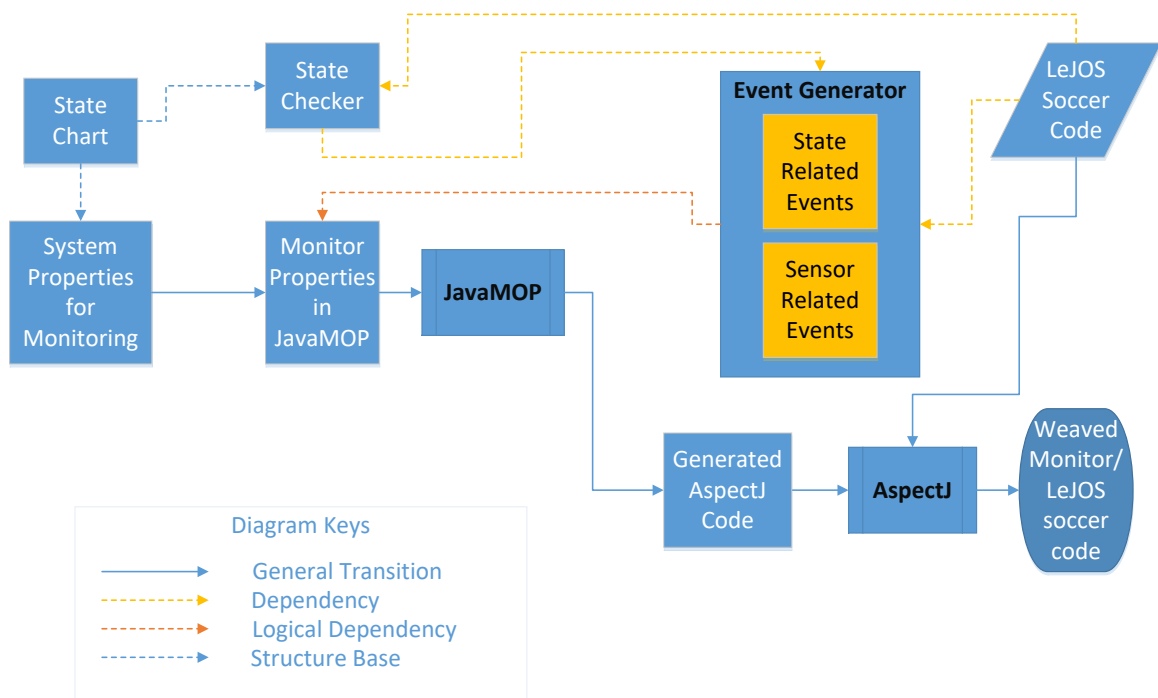 State
Chart
State
Checker
Event Generator
State
Related
Events
Sensor
Related
Events
LeJOS
Soccer
Code
System
Properties
for
Monitoring
Monitor
Properties
in
JavaMOP
JavaMOP
Generated
AspectJ
Code
AspectJ
Weaved
Monitor/
LeJOS
soccer
code
Diagram Keys
General Transition
Dependency
Logical Dependency
Structure Base